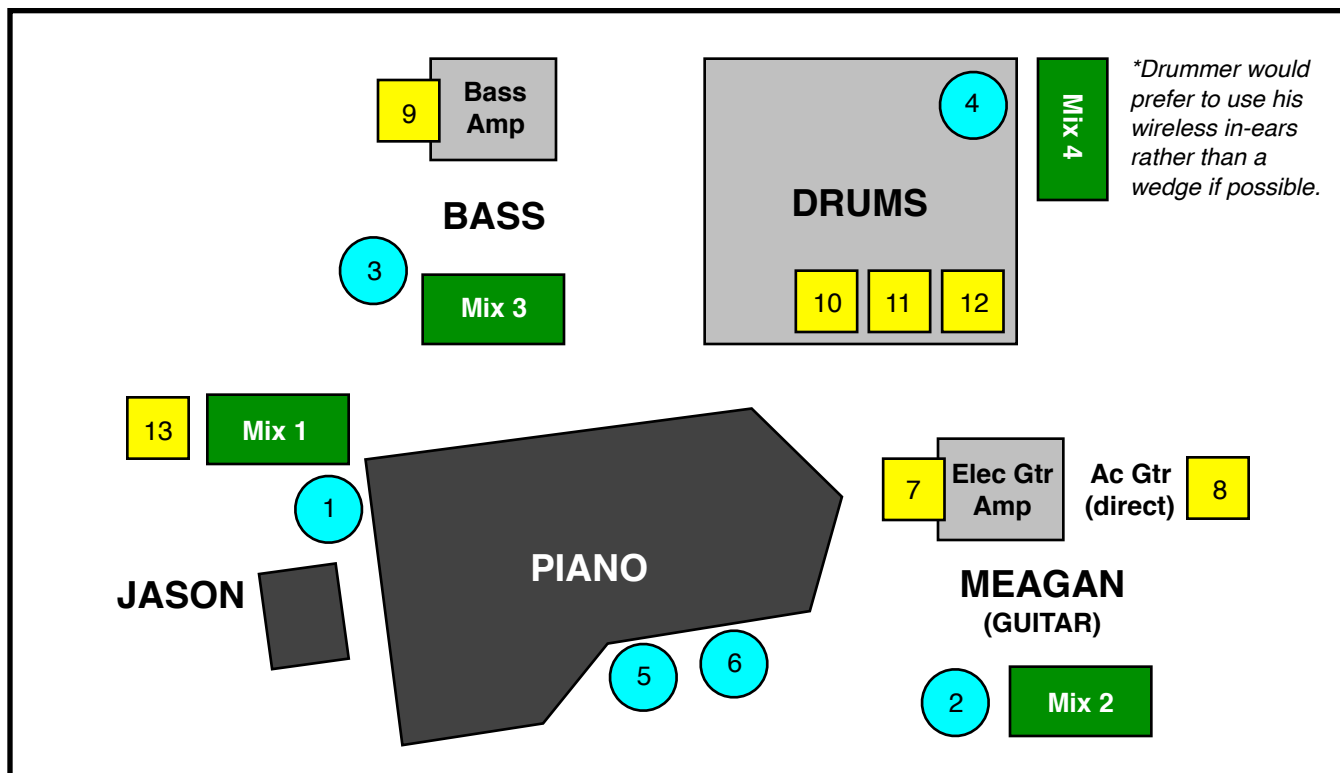 Bass
Amp
9
4
Mix 4
*Drummer would
prefer to use his
wireless in-ears
rather than a
wedge if possible.
DRUMS
BASS
3
Mix 3
10
11
12
13
Mix 1
1
JASON
PIANO
5
6
7
Elec Gtr
Amp
Ac Gtr
(direct)
8
MEAGAN
(GUITAR)
2
Mix 2